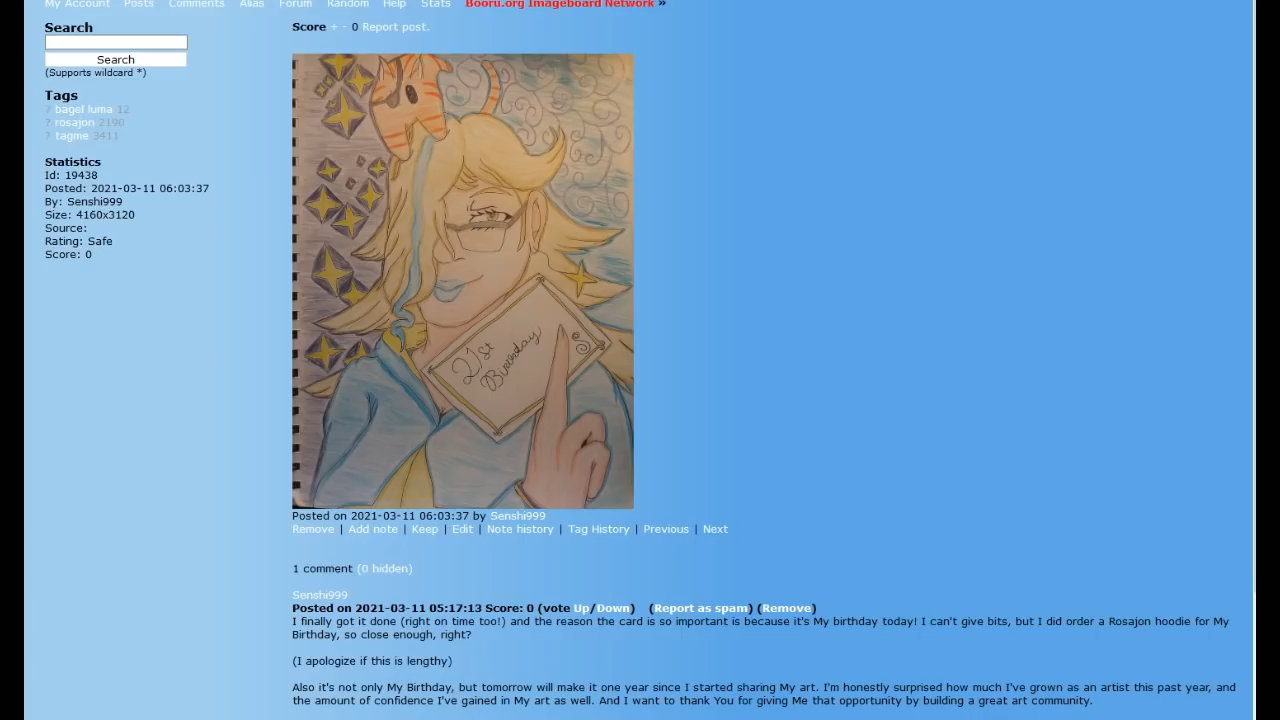 My Account Posts Comments Alias Forum Random Help Stats Booru.org Imageboard Network »
Search
Search
(Supports wildcard *)
Tags
? bagel luma 12
? rosajon 2190
? tagme 3411
Statistics
Id: 19438
Posted: 2021-03-11 06:03:37
By: Senshi999
Size: 4160x3120
Source:
Rating: Safe
Score: 0
Score + - 0 Report post.
21st
Birthday
Posted on 2021-03-11 06:03:37 by Senshi999
Remove | Add note | Keep | Edit | Note history | Tag History | Previous | Next
1 comment (0 hidden)
Senshi999
Posted on 2021-03-11 05:17:13 Score: 0 (vote Up/Down) (Report as spam) (Remove)
I finally got it done (right on time too!) and the reason the card is so important is because it's My birthday today! I can't give bits, but I did order a Rosajon hoodie for My
Birthday, so close enough, right?
(I apologize if this is lengthy)
Also it's not only My Birthday, but tomorrow will make it one year since I started sharing My art. I'm honestly surprised how much I've grown as an artist this past year, and
the amount of confidence I've gained in My art as well. And I want to thank You for giving Me that opportunity by building a great art community.